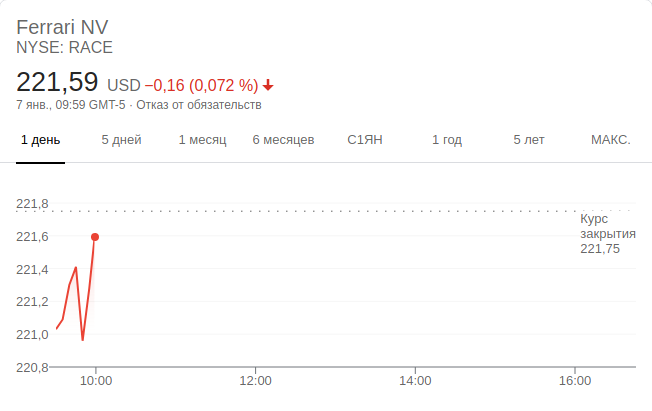 Ferrari NV
NYSE: RACE
221,59 USD −0,16 (0,072 %)
7 янв., 09:59 GMT-5 · Отказ от обязательств
1 день 5 дней 1 месяц 6 месяцев С1ЯН 1 год 5 лет МАКС.
221,8
Курс
закрытия
221,75
221,6
221,4
221,2
221,0
220,8
10:00 12:00 14:00 16:00